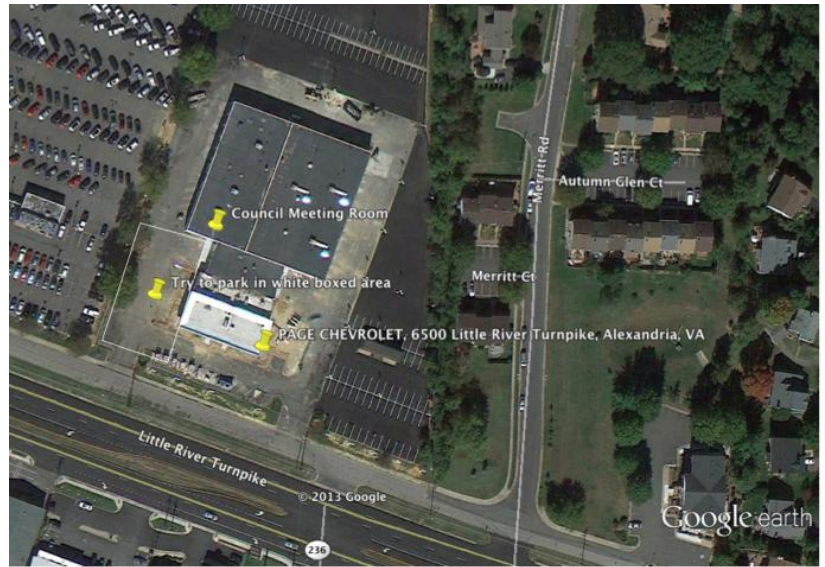 Merritt Rd
Autumn Glen Ct
Council Meeting Room
Merritt Ct
Try to park in white boxed area
PAGE CHEVROLET, 6500 Little River Turnpike, Alexandria, VA
Little River Turnpike
© 2013 Google
Google earth
236